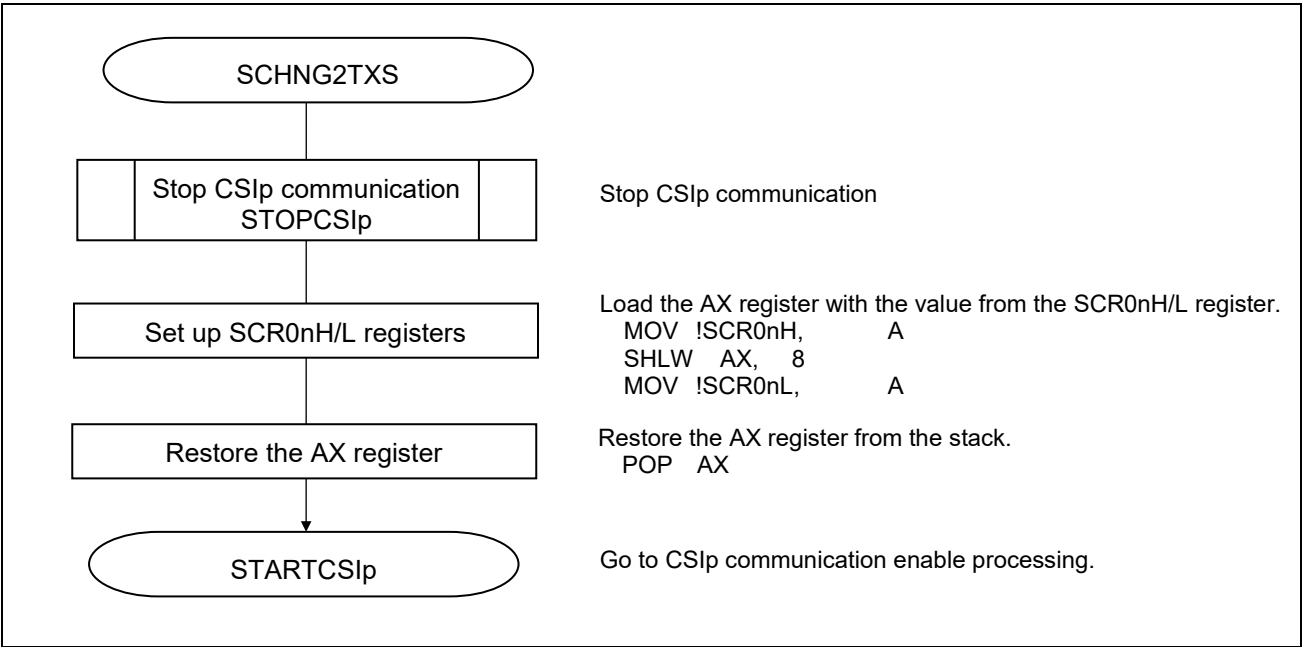 SCHNG2TXS
Stop CSIp communication
STOPCSIp
Stop CSIp communication
Set up SCR0nH/L registers
Load the AX register with the value from the SCR0nH/L register.
MOV !SCR0nH, A
SHLW AX, 8
MOV !SCR0nL, A
Restore the AX register
Restore the AX register from the stack.
POP AX
STARTCSIp
Go to CSIp communication enable processing.